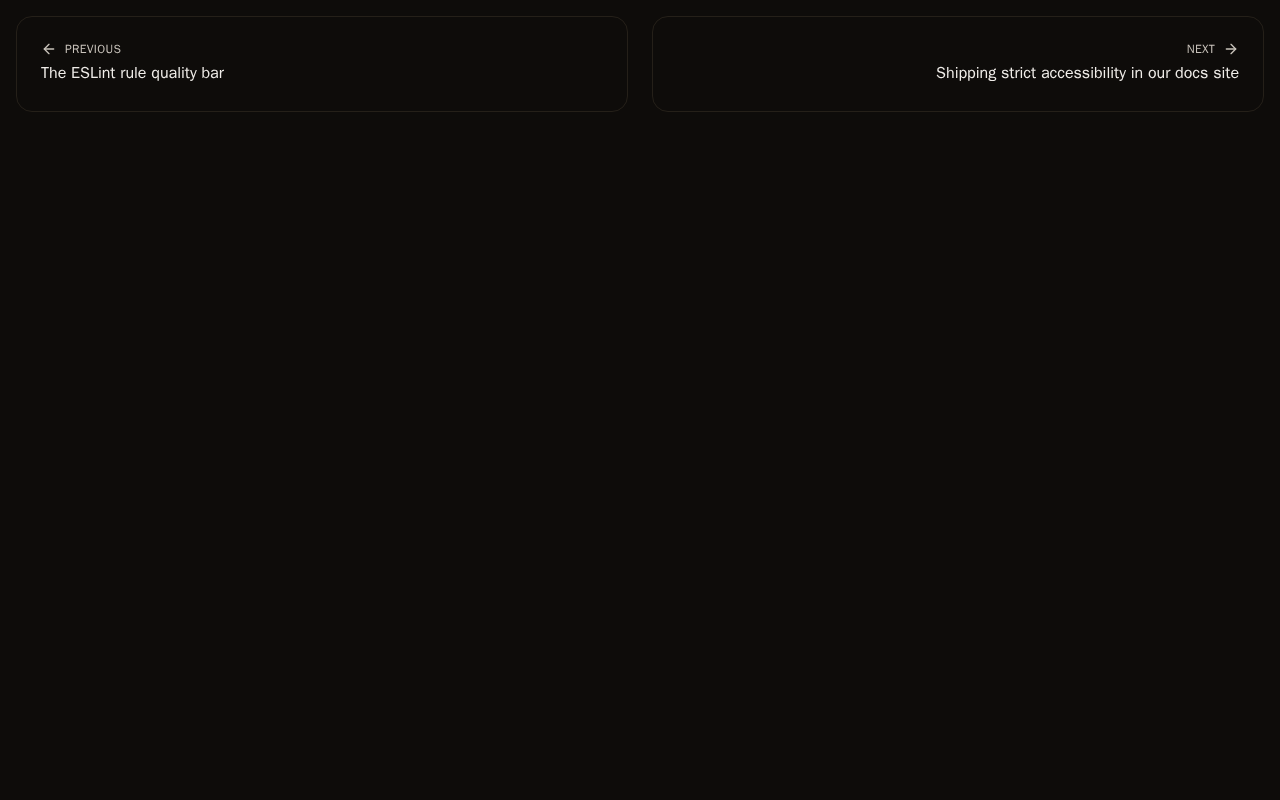 PREVIOUS
The ESLint rule quality bar
NEXT
Shipping strict accessibility in our docs site